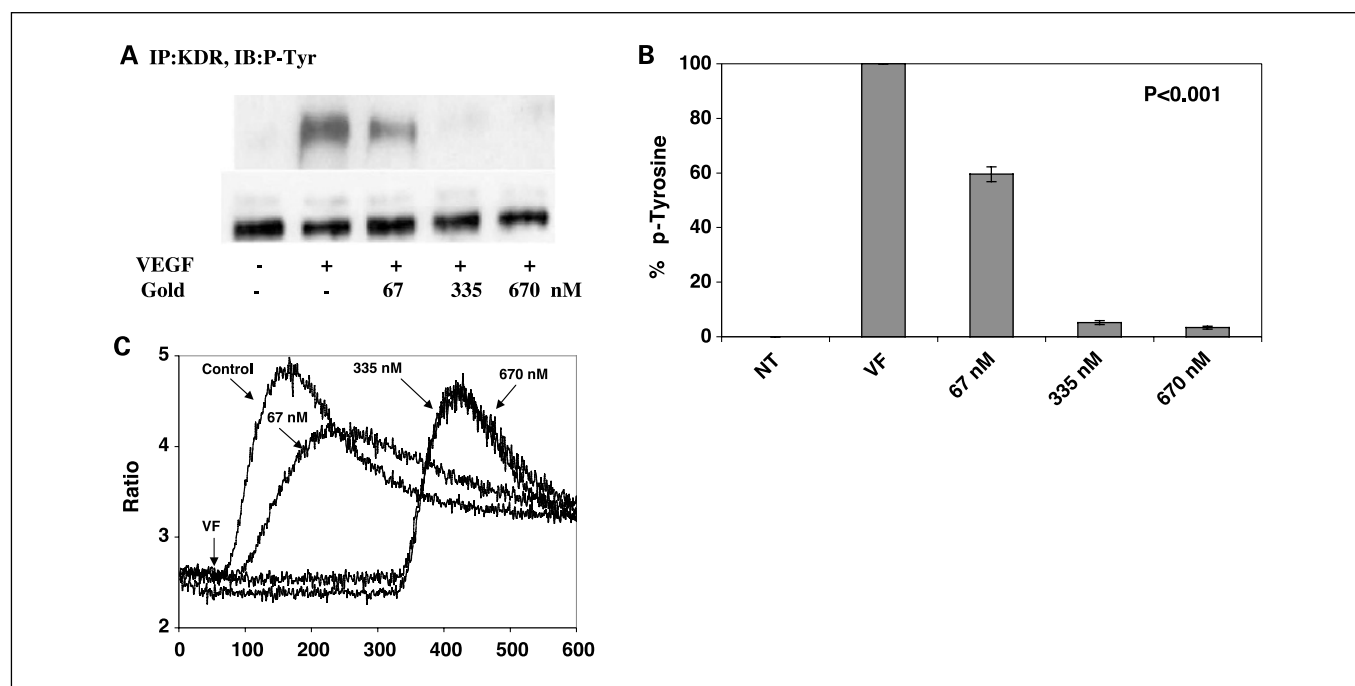 A IP:KDR, IB:P-Tyr
VEGF - + + + +
Gold - - 67 335 670 nM
B
P<0.001
% p-Tyrosine
100
80
60
40
20
0
NT VF 67 nM 335 nM 670 nM
C
Control
67 nM
335 nM
670 nM
VF
Ratio
5
4
3
2
0 100 200 300 400 500 600